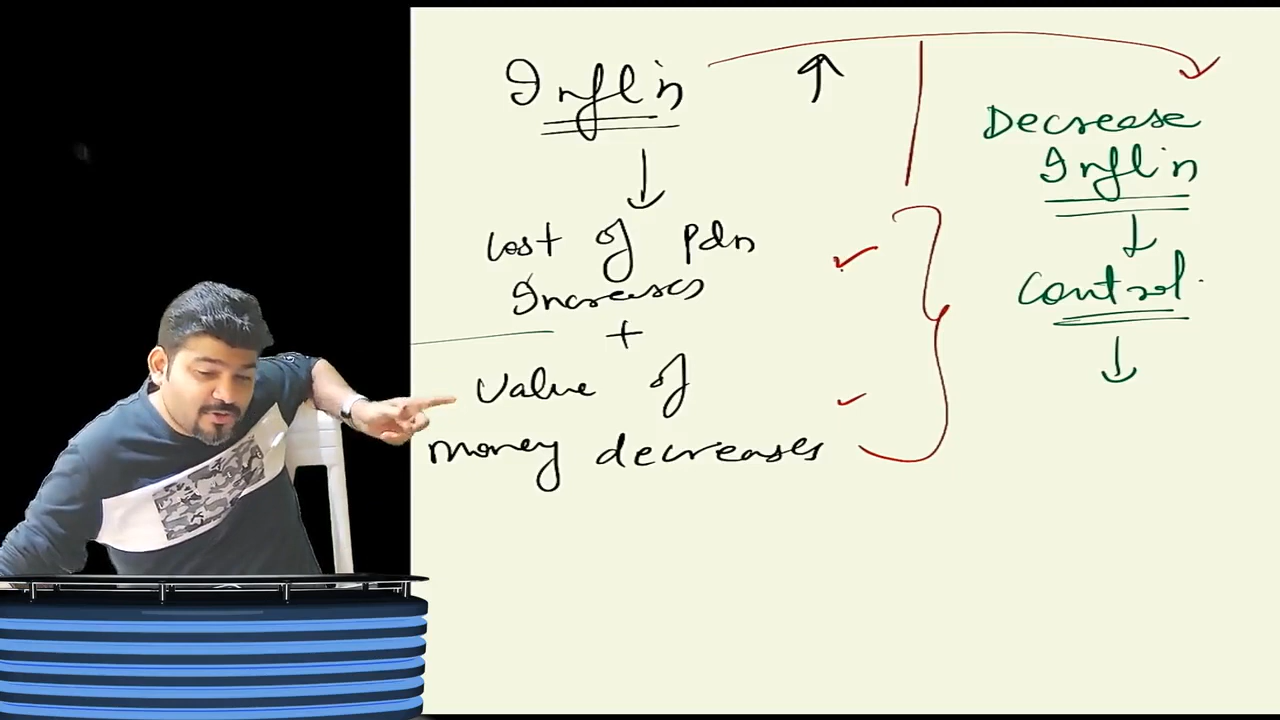 Infl'n
Cost of Pdn
Increases
+
Value of
money decreases
Decrease
Infl'n
Control.